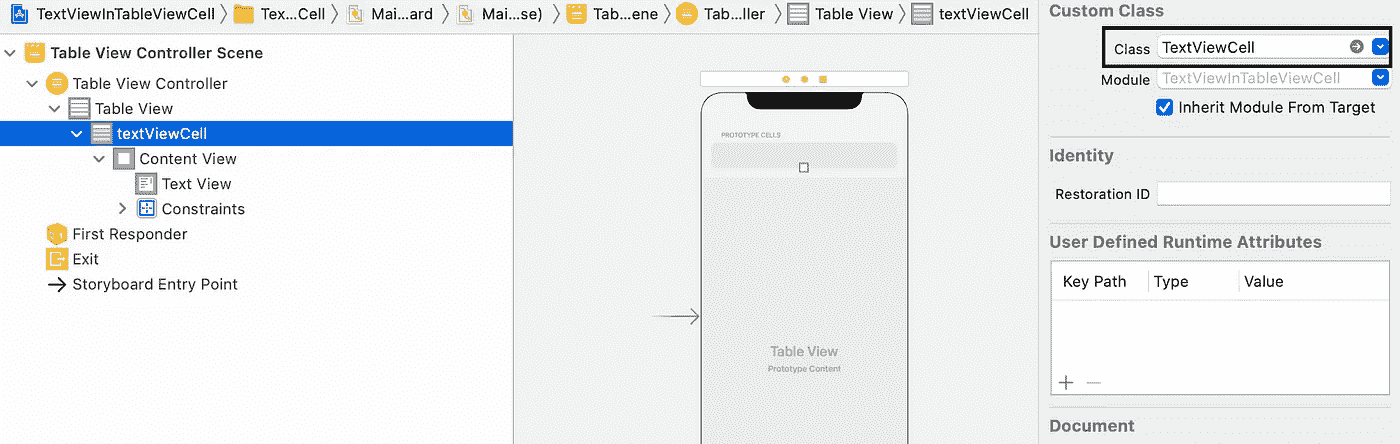 TextViewInTableViewCell Tex...Cell Mai...ard Mai...se) Tab...ene Tab...ller Table View textViewCell
Table View Controller Scene
Table View Controller
Table View
textViewCell
Content View
Text View
Constraints
First Responder
Exit
Storyboard Entry Point
PROTOTYPE CELLS
Table View
Prototype Content
Custom Class
Class TextViewCell
Module TextViewInTableViewCell
Inherit Module From Target
Identity
Restoration ID
User Defined Runtime Attributes
Key Path Type Value
Document